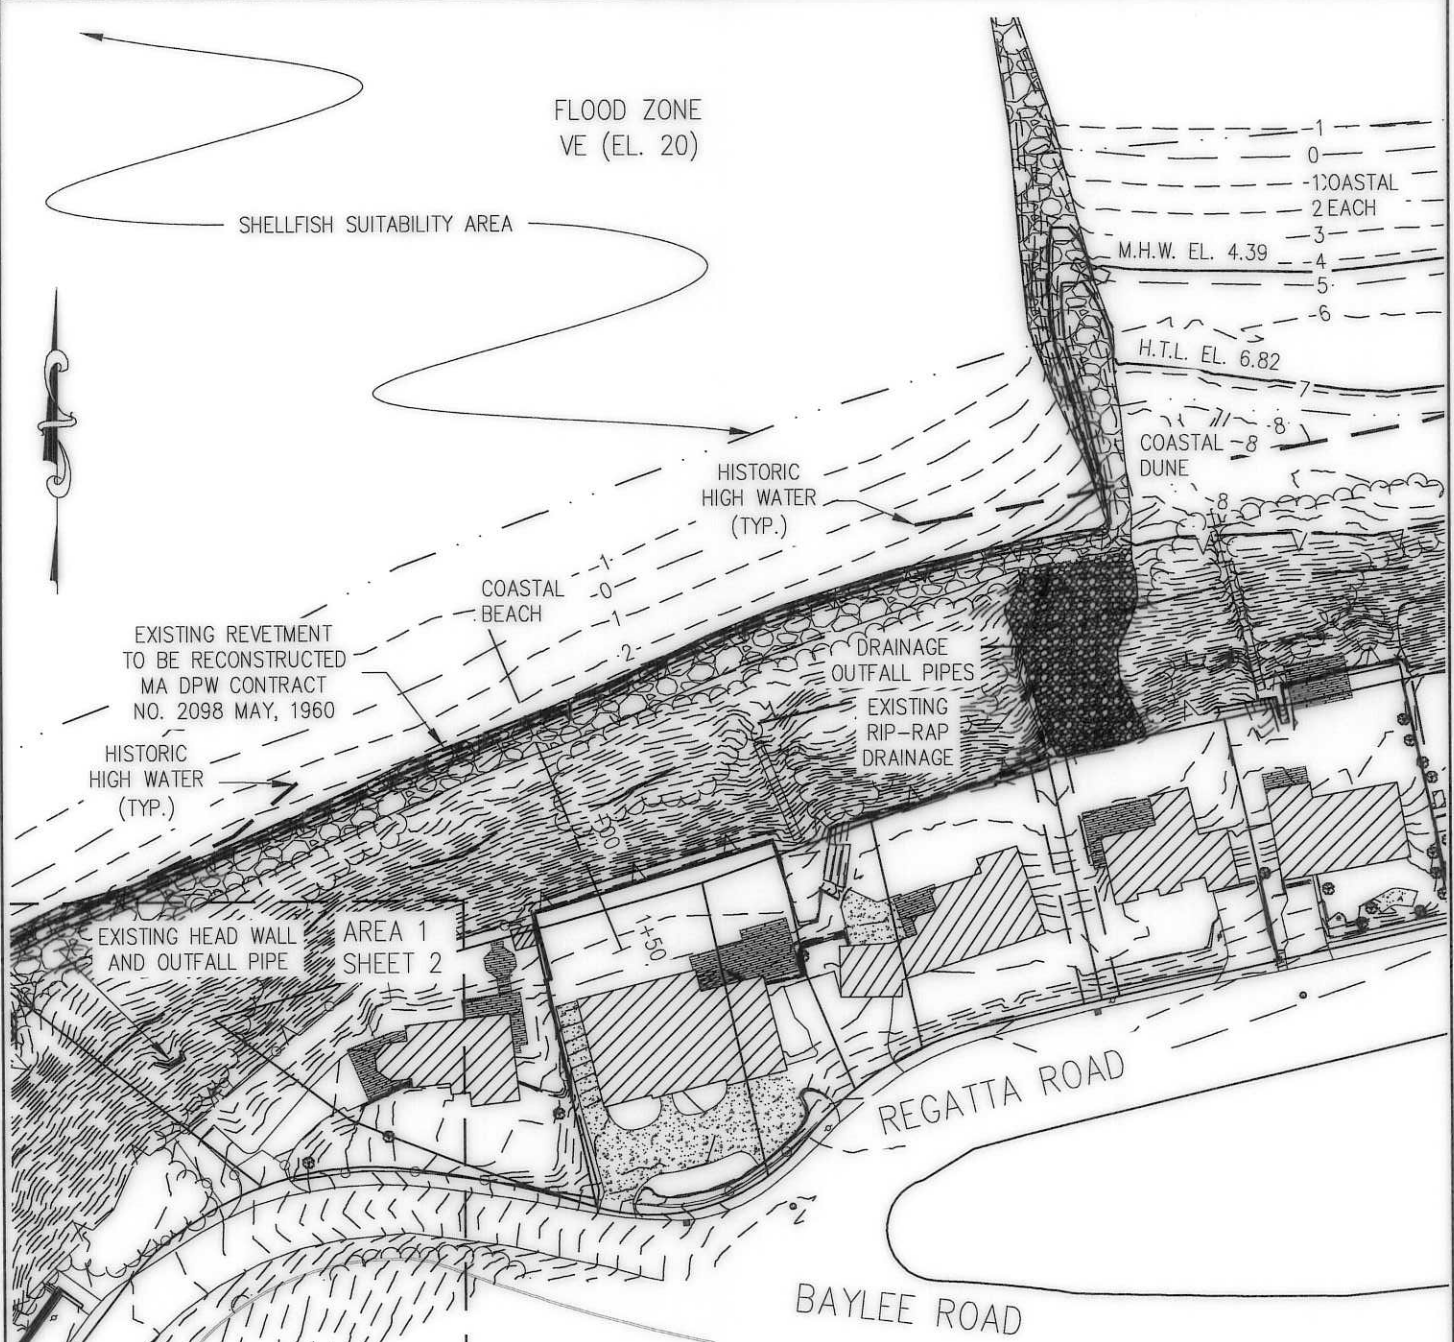 FLOOD ZONE
VE (EL. 20)
SHELLFISH SUITABILITY AREA
-1
0
-1COASTAL
2 EACH
3
M.H.W. EL. 4.39
-4
5
-6
H.T.L. EL. 6.82
7
8
COASTAL -8
DUNE
8
HISTORIC
HIGH WATER
(TYP.)
-1
-0
-1
-2-
COASTAL
BEACH
EXISTING REVETMENT
TO BE RECONSTRUCTED
MA DPW CONTRACT
NO. 2098 MAY, 1960
DRAINAGE
OUTFALL PIPES
EXISTING
RIP-RAP
DRAINAGE
HISTORIC
HIGH WATER
(TYP.)
+00
+50
EXISTING HEAD WALL
AND OUTFALL PIPE
AREA 1
SHEET 2
REGATTA ROAD
BAYLEE ROAD